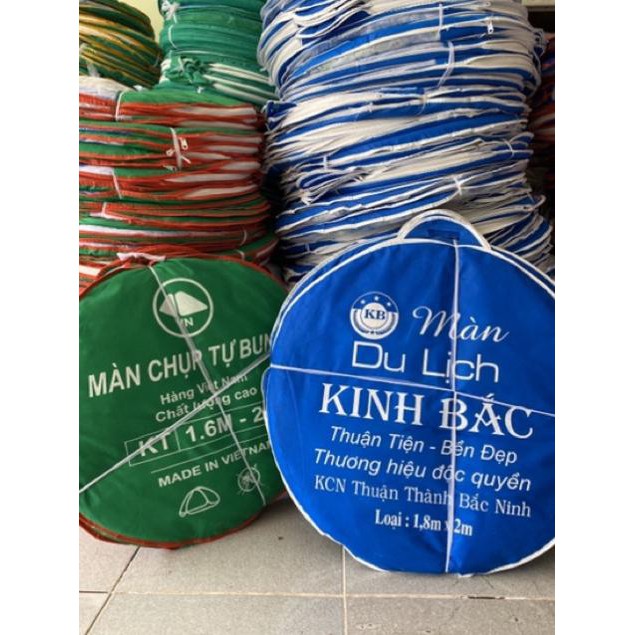 VN
MÀN CHỤP TỰ BUN
Hàng Việt Nam
Chất lượng cao
KT 1.6M - 2
MADE IN VIETNAM
KB
Màn
Du Lịch
KINH BẮC
Thuận Tiện - Bền Đẹp
Thương hiệu độc quyền
KCN Thuận Thành Bắc Ninh
Loại : 1,8m x 2m